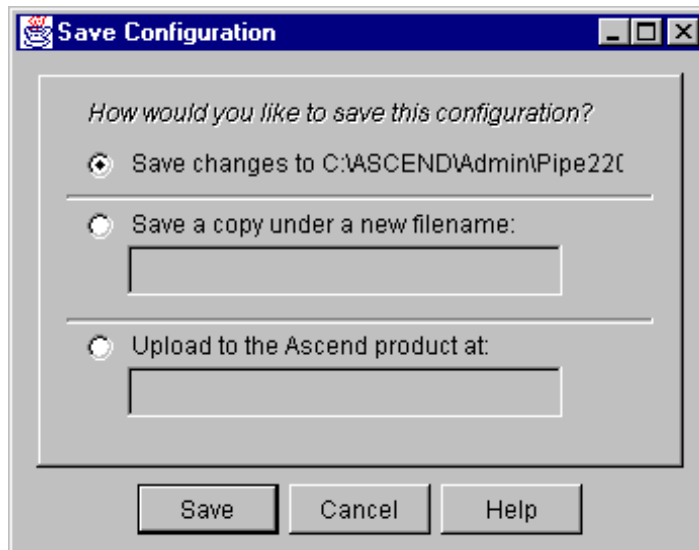 Save Configuration
How would you like to save this configuration?
Save changes to C:\ASCEND\Admin\Pipe220
Save a copy under a new filename:
Upload to the Ascend product at:
Save Cancel Help